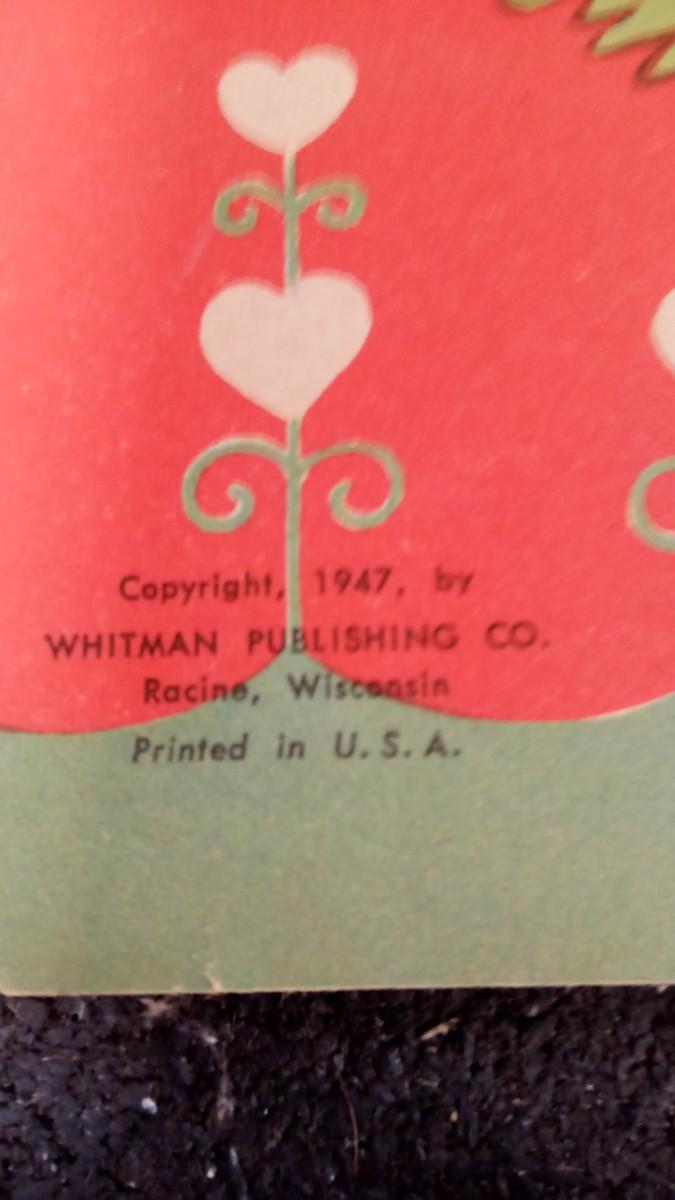 Copyright, 1947, by
WHITMAN PUBLISHING CO.
Racine, Wisconsin
Printed in U.S.A.